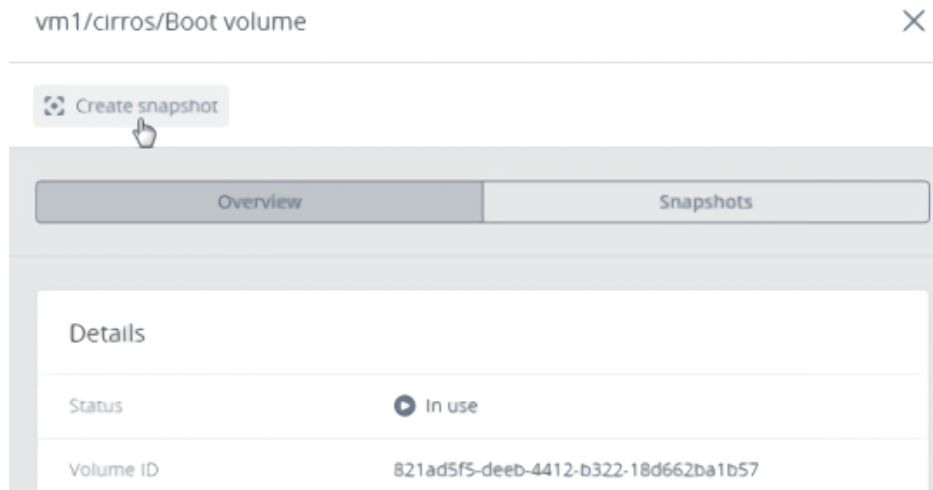 vm1/cirros/Boot volume
Create snapshot
Overview Snapshots
Details
Status In use
Volume ID 821ad5f5-deeb-4412-b322-18d662ba1b57